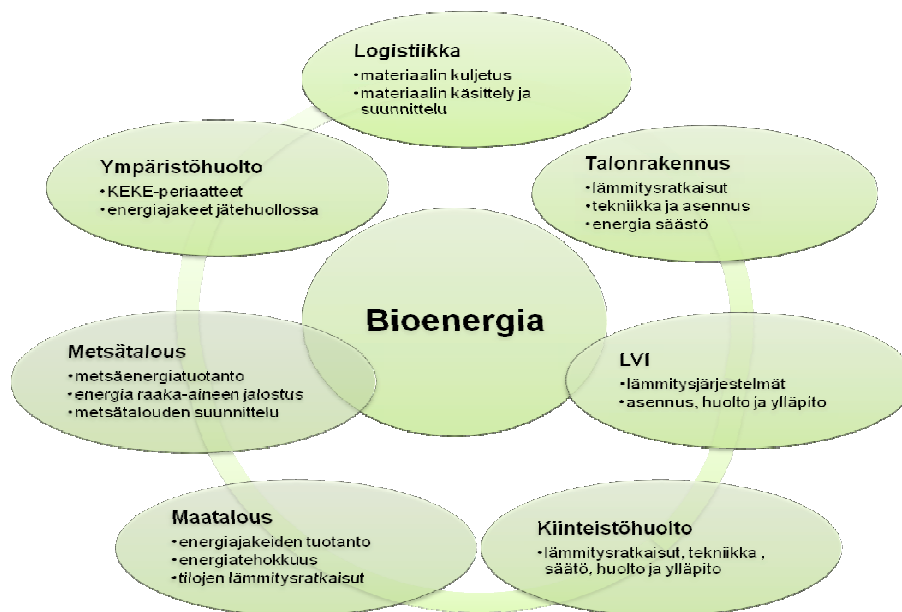 Logistiikka
•materiaalin kuljetus
•materiaalin käsittely ja
suunnittelu
Ympäristöhuolto
•KEKE-periaatteet
•energiajakeet jätehuollossa
Talonrakennus
•lämmitysratkaisut
•tekniikka ja asennus
•energia säästö
Bioenergia
Metsätalous
•metsäenergiatuotanto
•energia raaka-aineen jalostus
•metsätalouden suunnittelu
LVI
•lämmitysjärjestelmät
•asennus, huolto ja ylläpito
Maatalous
•energiajakeiden tuotanto
•energiatehokkuus
•tilojen lämmitysratkaisut
Kiinteistöhuolto
•lämmitysratkaisut, tekniikka ,
säätö, huolto ja ylläpito